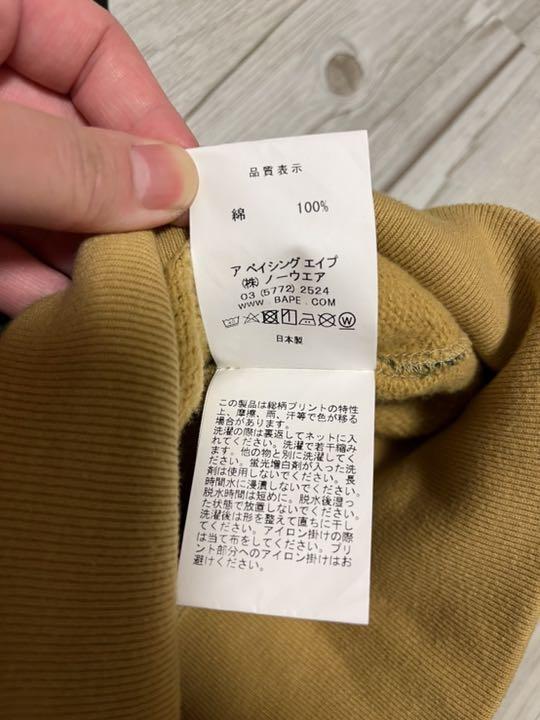 品質表示
綿 100%
ア ベイシング エイプ
(株) ノーウエア
03 (5772) 2524
WWW. BAPE. COM
W
日本製
この製品は総柄プリントの特性
上、摩擦、雨、汗等で色が移る
場合があります。
洗濯の際は裏返してネットに入
れてください。洗濯で若干縮み
ます。他の物と別に洗濯してく
ださい。蛍光増白剤が入った洗
剤は使用しないでください。長
時間水に浸漬しないでください。
脱水時間は短めに。脱水後湿っ
た状態で放置しないでください。
洗濯後は形を整えて直ちに干し
てください。アイロン掛けの際
は当て布をしてください。プリ
ント部分へのアイロン掛けはお
避けください。